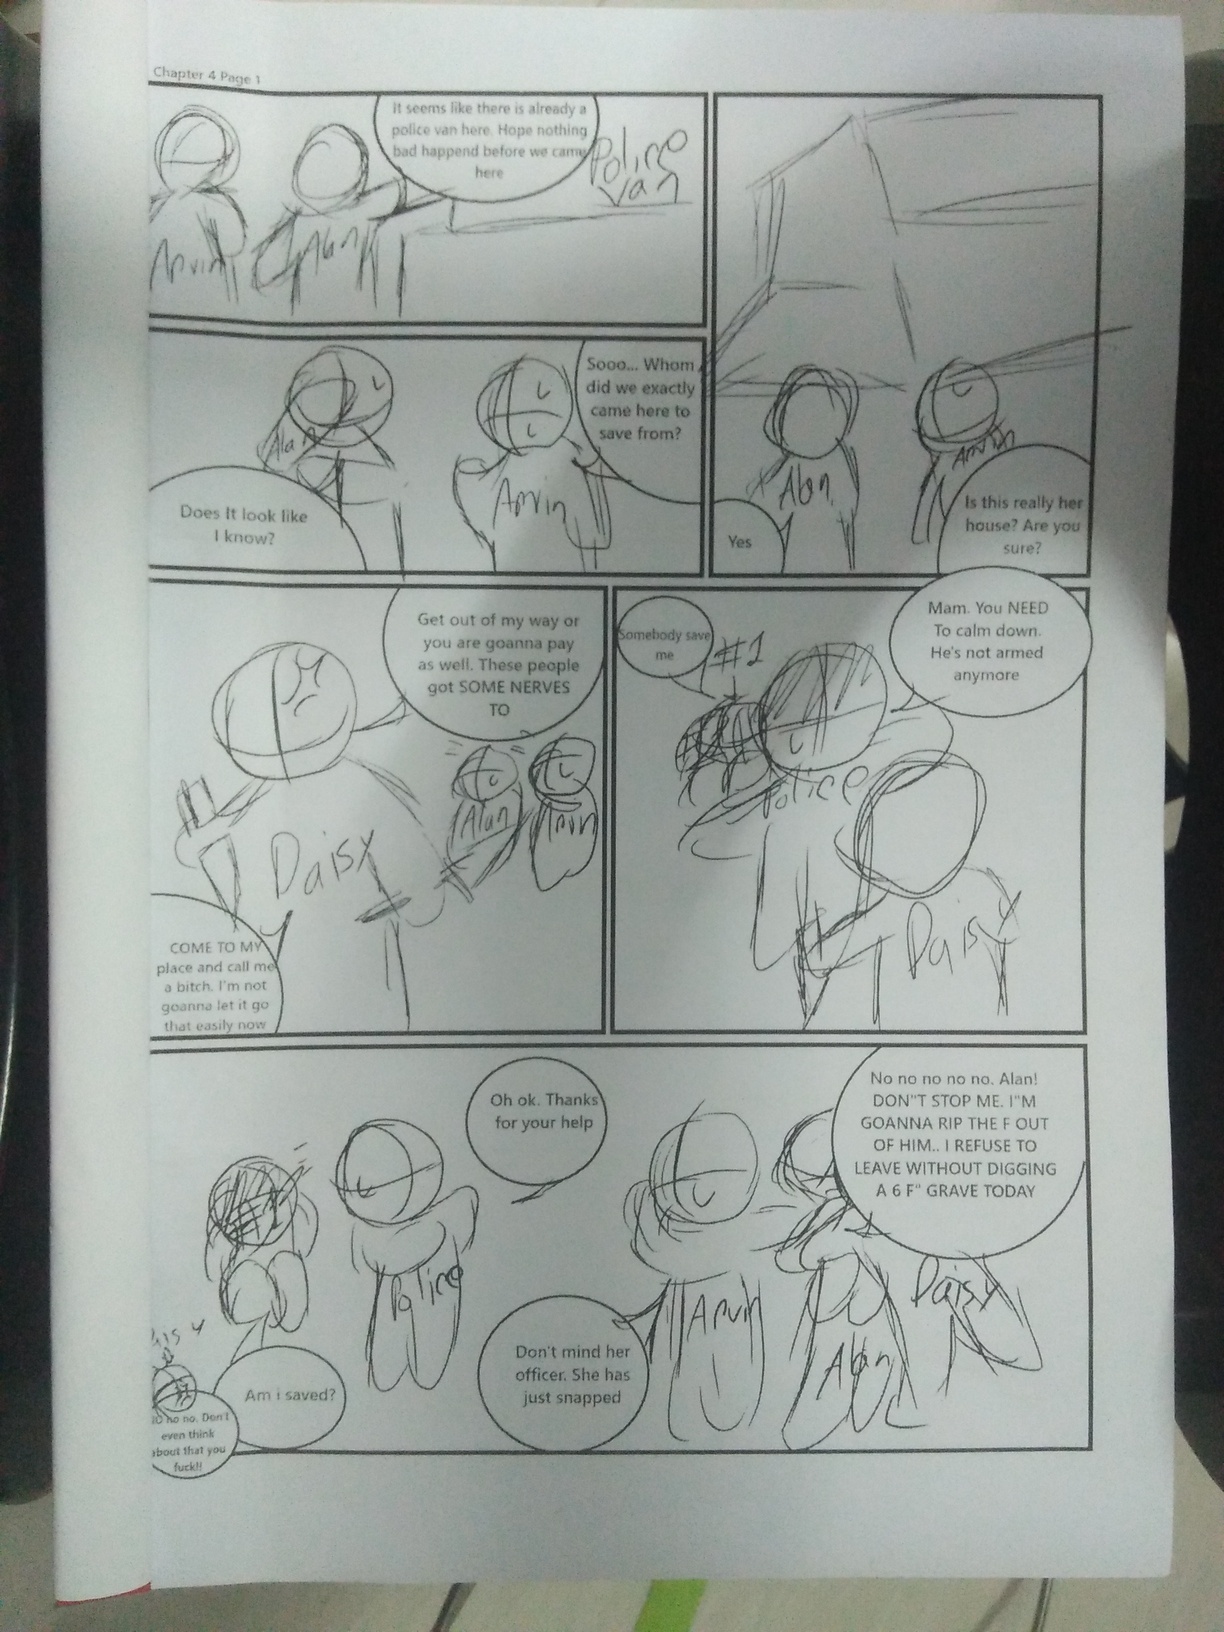 Chapter 4 Page 1
It seems like there is already a
police van here. Hope nothing
bad happend before we came
here
Police
van
Arvin
Alan
Is this really her
house? Are you
sure?
Yes
Alan
Arvin
Sooo... Whom
did we exactly
came here to
save from?
Does It look like
I know?
Alan
Arvin
Get out of my way or
you are goanna pay
as well. These people
got SOME NERVES
TO
COME TO MY
place and call me
a bitch. I'm not
goanna let it go
that easily now
Daisy
Alan
Arvin
Somebody save
me
#1
Mam. You NEED
To calm down.
He's not armed
anymore
Police
Daisy
No no no no no. Alan!
DON"T STOP ME. I"M
GOANNA RIP THE F OUT
OF HIM.. I REFUSE TO
LEAVE WITHOUT DIGGING
A 6 F" GRAVE TODAY
Oh ok. Thanks
for your help
Don't mind her
officer. She has
just snapped
Am i saved?
no no. Don't
even think
about that you
fuck!!
#1
Police
Arvin
Alan
Daisy